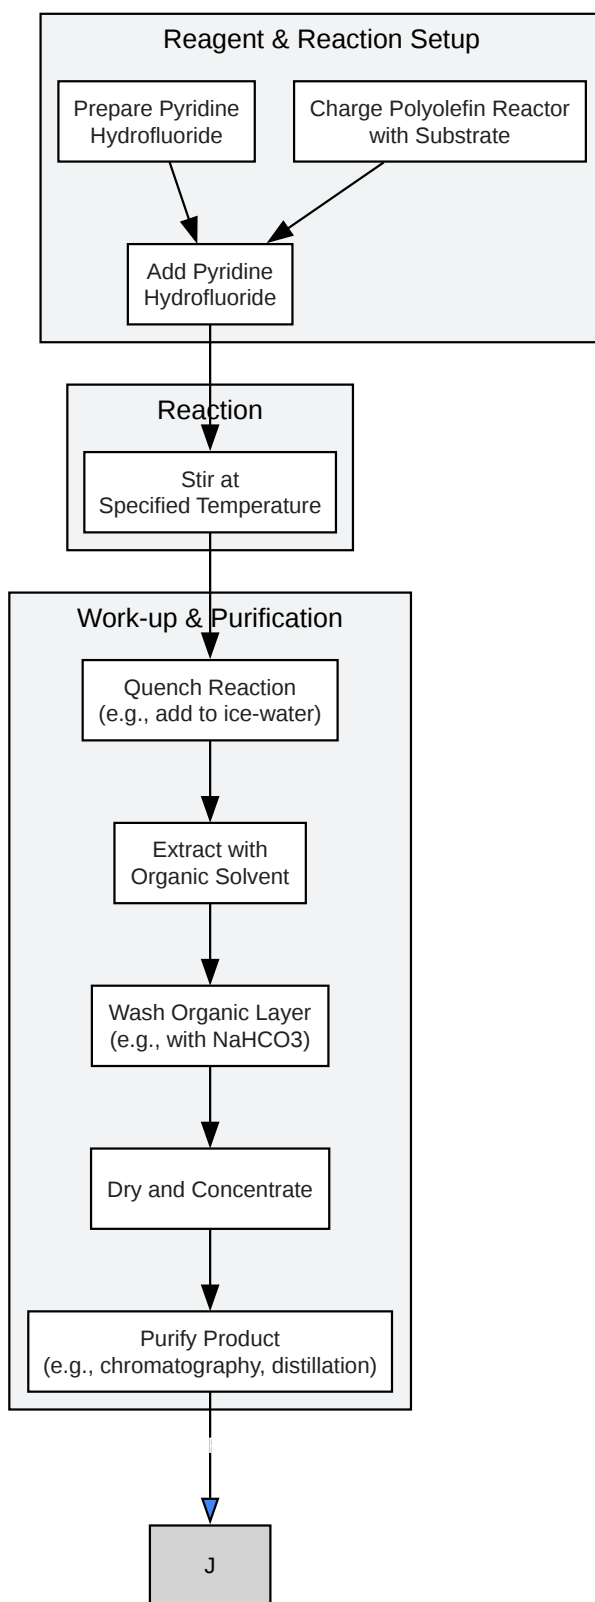 Reagent & Reaction Setup
Prepare Pyridine
Hydrofluoride
Charge Polyolefin Reactor
with Substrate
Add Pyridine
Hydrofluoride
Reaction
Stir at
Specified Temperature
Work-up & Purification
Quench Reaction
(e.g., add to ice-water)
Extract with
Organic Solvent
Wash Organic Layer
(e.g., with NaHCO3)
Dry and Concentrate
Purify Product
(e.g., chromatography, distillation)
J